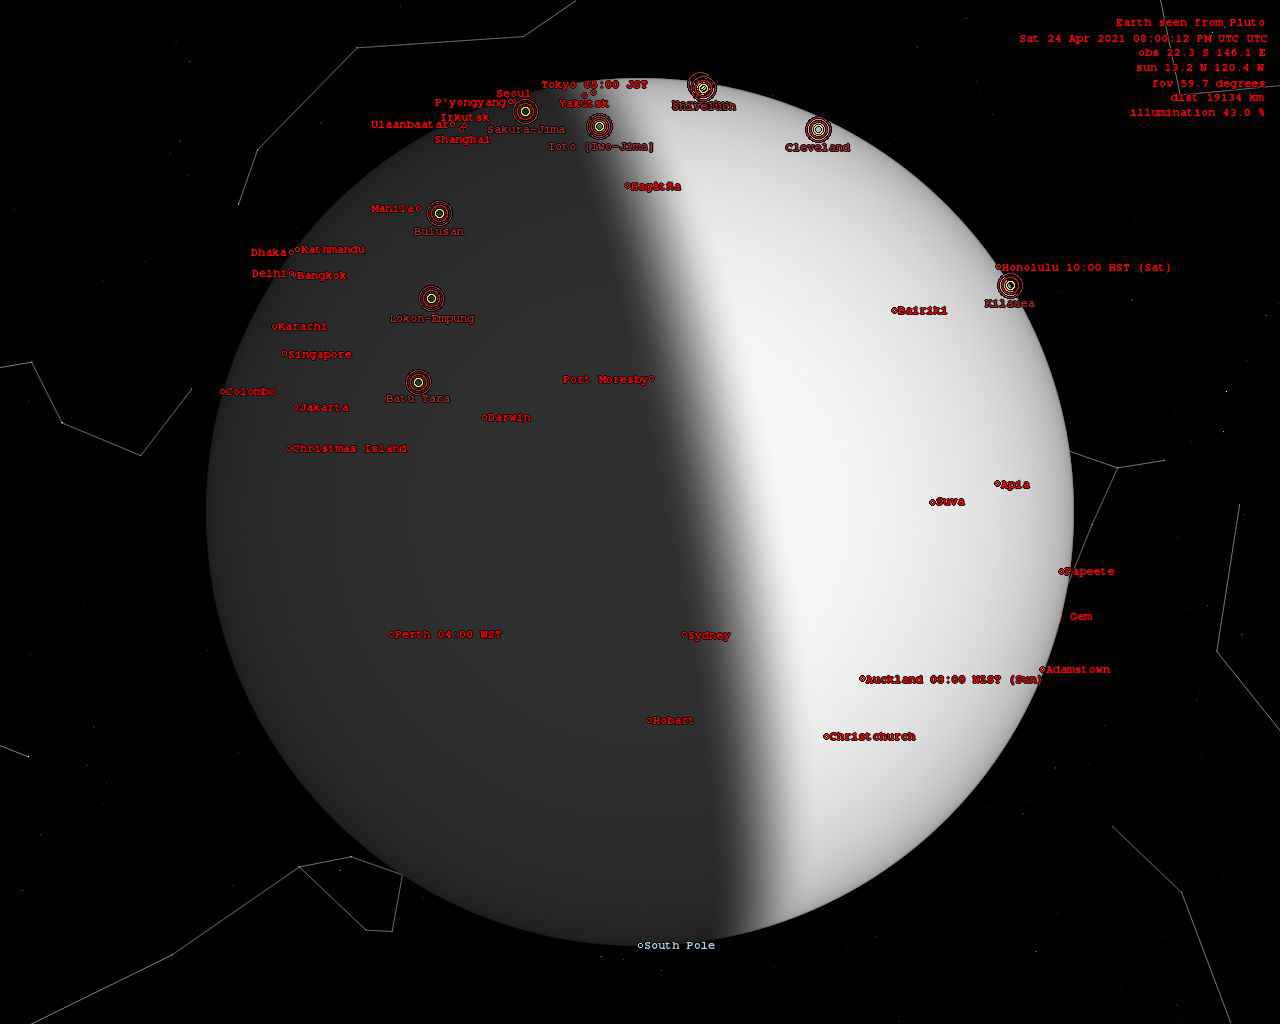 Earth seen from Pluto
Sat 24 Apr 2021 08:00:12 PM UTC UTC
obs 22.3 S 146.1 E
sun 13.2 N 120.4 W
fov 59.7 degrees
dist 19134 km
illumination 43.0 %
Tokyo 05:00 JST
Seoul
P'yongyang
Yakutsk
Irkutsk
Ulaanbaatar
Sakura-Jima
Shanghai
Ioto [Iwo-Jima]
Cleveland
Hagåtña
Manila
Bulusan
Kathmandu
Dhaka
Delhi
Bangkok
Honolulu 10:00 HST (Sat)
Kilauea
Bairiki
Lokon-Empung
Karachi
Singapore
Port Moresby
Colombo
Batu Tara
Jakarta
Darwin
Christmas Island
Apia
Suva
Papeete
Gem
Perth 04:00 WST
Sydney
Adamstown
Auckland 08:00 NZST (Sun)
Hobart
Christchurch
South Pole